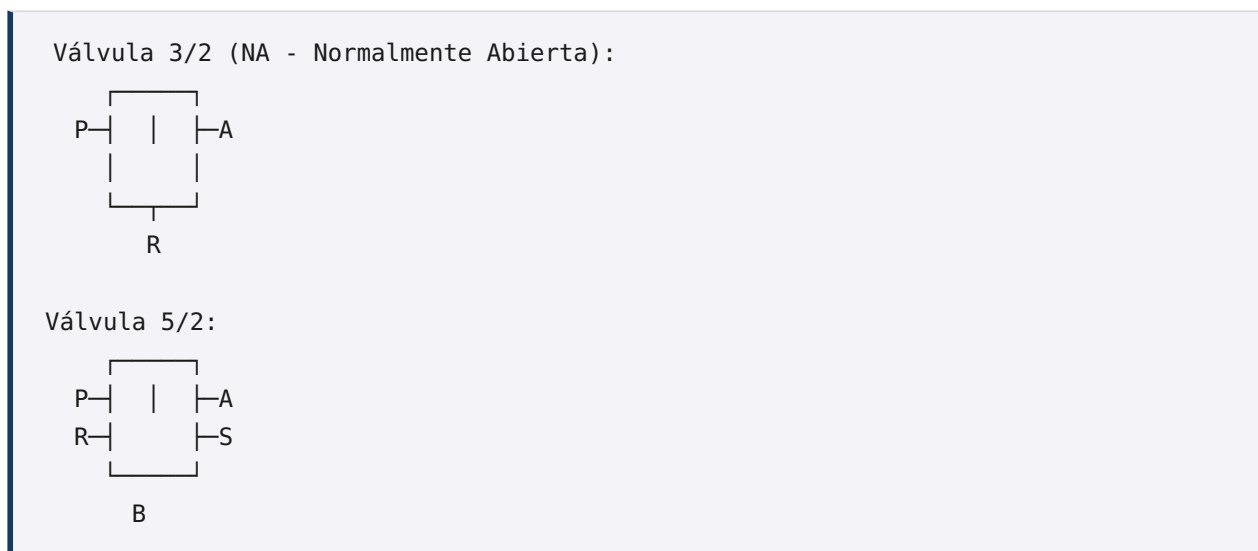 Válvula 3/2 (NA - Normalmente Abierta):
┌──────┐
P─┤  │  ├─A
│     │
└───┬──┘
R
Válvula 5/2:
┌──────┐
P─┤  │  ├─A
R─┤     ├─S
└──────┘
B